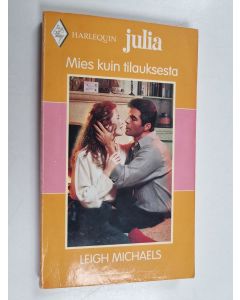 HARLEQUIN julia
Mies kuin tilauksesta
LEIGH MICHAELS